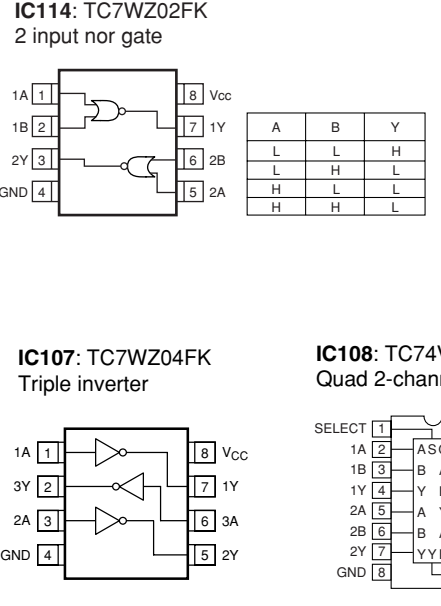 IC114: TC7WZ02FK
2 input nor gate
1A 1 8 Vcc
1B 2 7 1Y
2Y 3 6 2B
GND 4 5 2A
A B Y
L L H
L H L
H L L
H H L
IC107: TC7WZ04FK
Triple inverter
1A 1 8 VCC
3Y 2 7 1Y
2A 3 6 3A
GND 4 5 2Y
IC108: TC74V
Quad 2-chann
SELECT 1
1A 2 A S
1B 3 B A
1Y 4 Y
2A 5 A Y
2B 6 B A
2Y 7 Y Y
GND 8